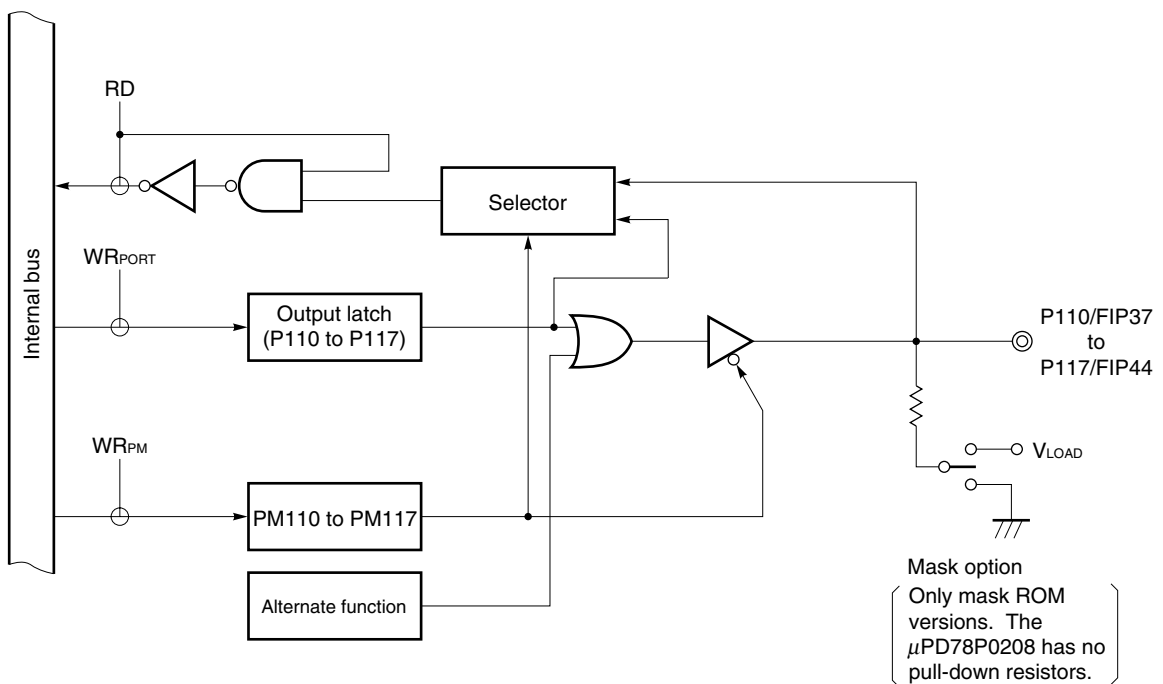 RD
Selector
Internal bus
WRPORT
Output latch
(P110 to P117)
P110/FIP37
to
P117/FIP44
WRPM
VLOAD
PM110 to PM117
Alternate function
Mask option
Only mask ROM
versions. The
μPD78P0208 has no
pull-down resistors.